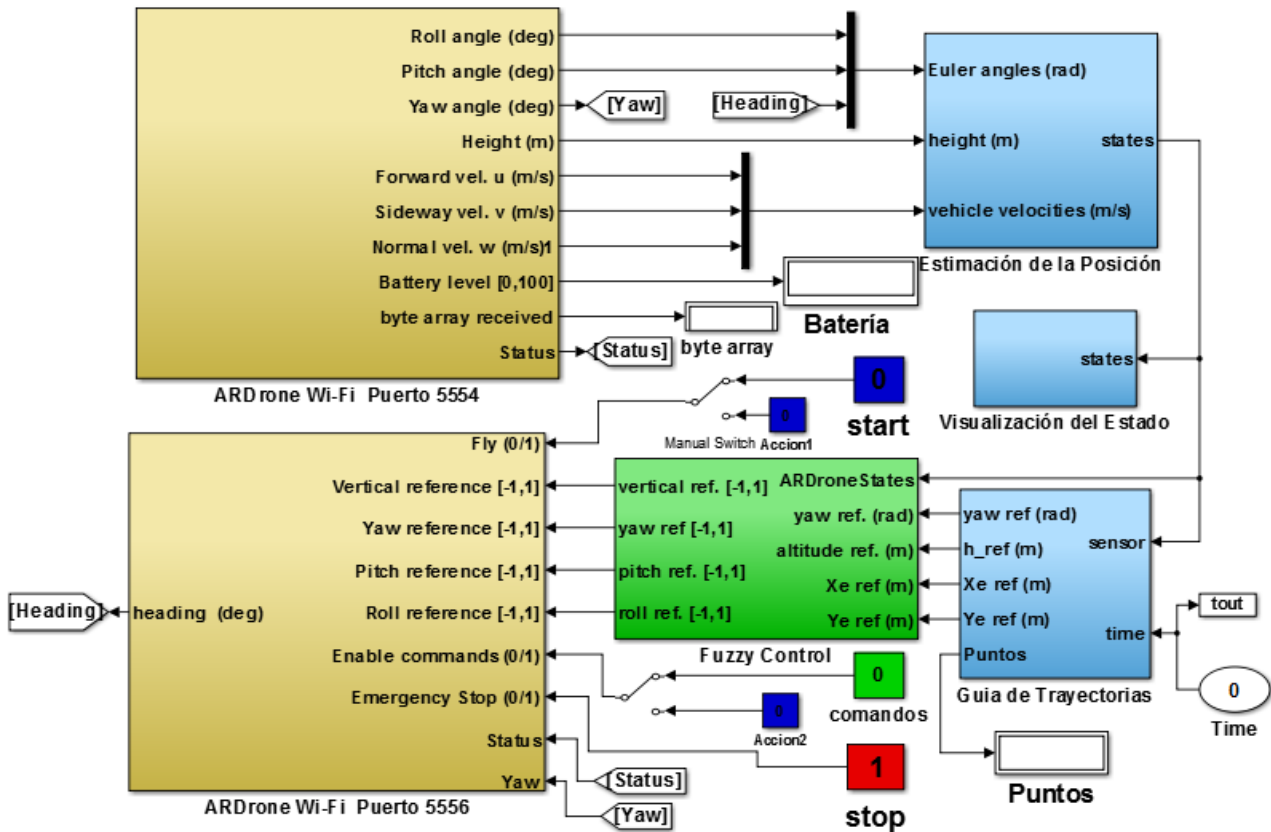 Roll angle (deg)
Pitch angle (deg)
Yaw angle (deg)
Height (m)
Forward vel. u (m/s)
Sideway vel. v (m/s)
Normal vel. w (m/s)1
Battery level [0,100]
byte array received
Status
ARDrone Wi-Fi Puerto 5554
[Yaw]
[Heading]
[Status]
Euler angles (rad)
height (m)
vehicle velocities (m/s)
states
Estimación de la Posición
Batería
byte array
states
Visualización del Estado
0
start
0
Manual Switch
Accion1
Fly (0/1)
Vertical reference [-1,1]
Yaw reference [-1,1]
Pitch reference [-1,1]
Roll reference [-1,1]
Enable commands (0/1)
Emergency Stop (0/1)
Status
Yaw
heading (deg)
[Heading]
ARDrone Wi-Fi Puerto 5556
vertical ref. [-1,1]
yaw ref [-1,1]
pitch ref. [-1,1]
roll ref. [-1,1]
ARDroneStates
yaw ref. (rad)
altitude ref. (m)
Xe ref (m)
Ye ref (m)
Fuzzy Control
yaw ref (rad)
h_ref (m)
Xe ref (m)
Ye ref (m)
Puntos
sensor
time
Guia de Trayectorias
tout
0
Time
0
comandos
0
Accion2
1
stop
[Status]
[Yaw]
Puntos